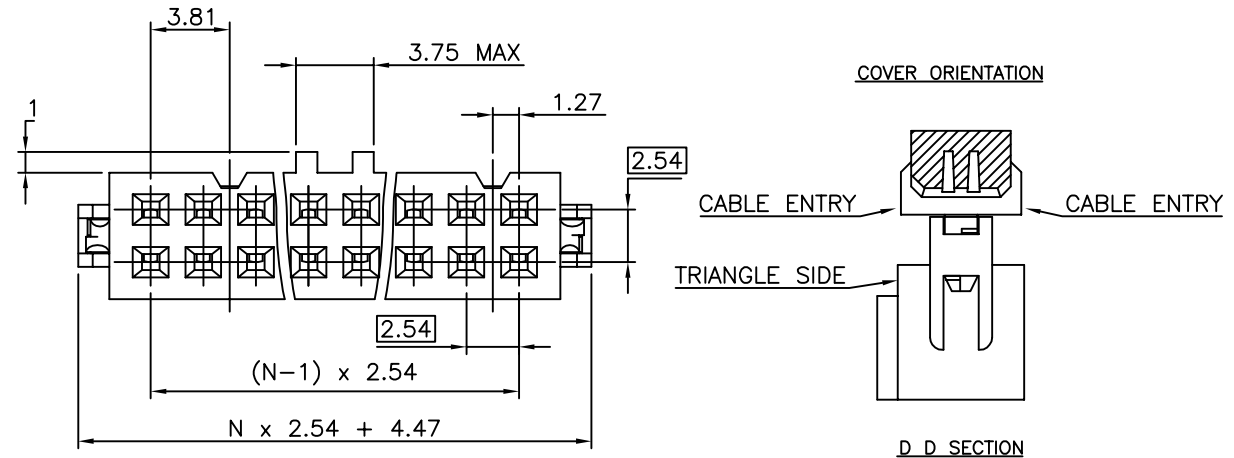 3.81
3.75 MAX
COVER ORIENTATION
1
1.27
2.54
CABLE ENTRY
CABLE ENTRY
TRIANGLE SIDE
2.54
(N-1) x 2.54
N x 2.54 + 4.47
D D SECTION